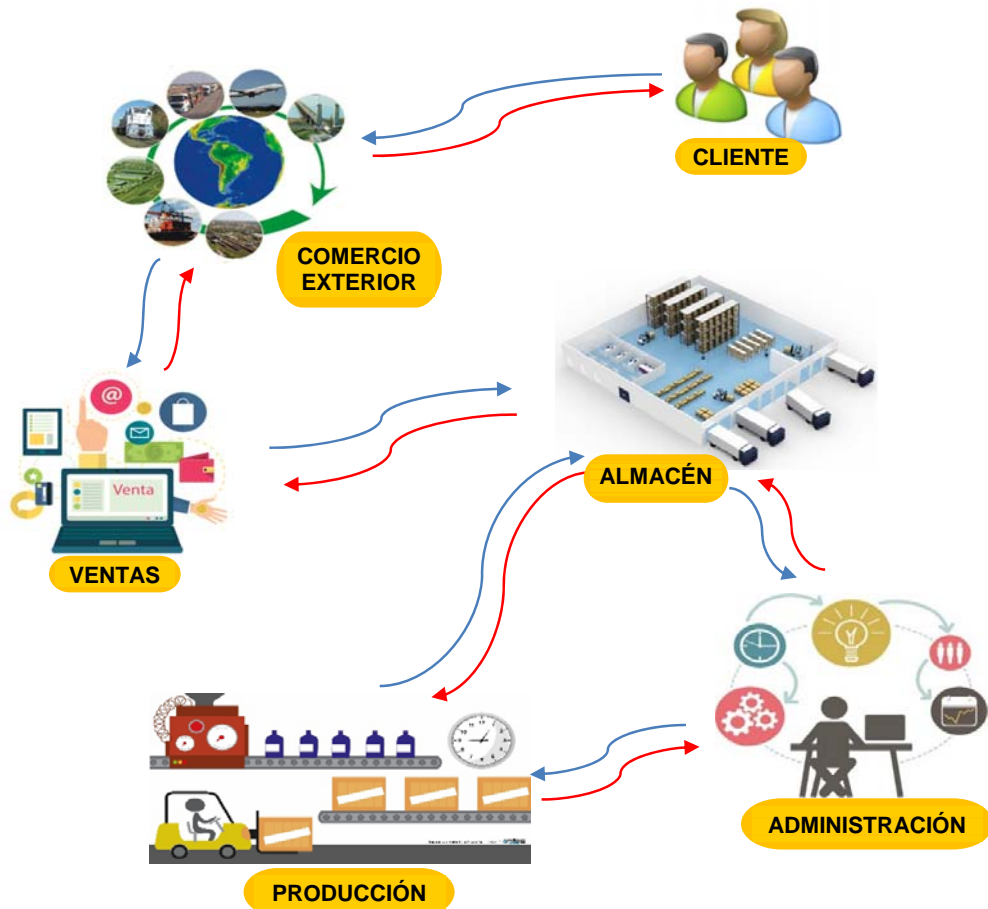 CLIENTE
COMERCIO
EXTERIOR
@
Venta
ALMACÉN
VENTAS
PRODUCCIÓN
ADMINISTRACIÓN